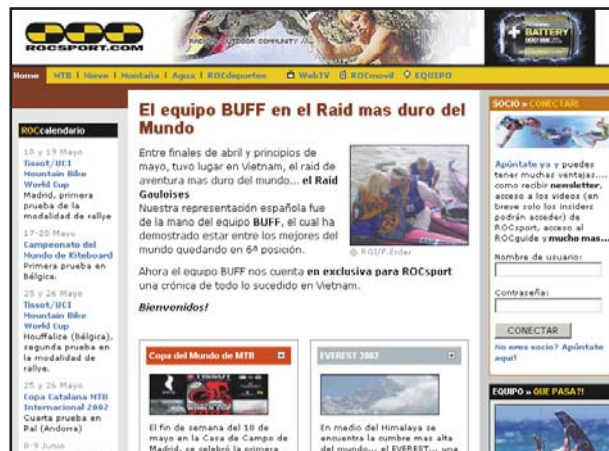 ROCSPORT.COM
RADICAL OUTDOOR COMMUNITY //.
+ BATTERY
ENERGY DRINK
Home MTB | Nieve | Montaña | Agua | ROCdeportes WebTV ROCmovil EQUIPO
ROCcalendario
18 y 19 Mayo
Tissot/UCI
Mountain Bike
World Cup
Madrid, primera
prueba de la
modalidad de rallye
17-20 Mayo
Campeonato del
Mundo de Kiteboard
Primera prueba en
Bélgica.
25 y 26 Mayo
Tissot/UCI
Mountain Bike
World Cup
Houffalize (Bélgica),
segunda prueba en
la modalidad de
rallye.
25 y 26 Mayo
Copa Catalana MTB
Internacional 2002
Cuarta prueba en
Pal (Andorra)
8-9 Junio
El equipo BUFF en el Raid mas duro del
Mundo
Entre finales de abril y principios de
mayo, tuvo lugar en Vietnam, el raid de
aventura mas duro del mundo... el Raid
Gauloises
Nuestra representación española fue
de la mano del equipo BUFF, el cual ha
demostrado estar entre los mejores del
mundo quedando en 6ª posición.
© RGI/F.Erder
Ahora el equipo BUFF nos cuenta en exclusiva para ROCsport
una crónica de todo lo sucedido en Vietnam.
Bienvenidos!
Copa del Mundo de MTB
TISSOT
WORLD CUP
El fin de semana del 18 de
mayo en la Casa de Campo de
Madrid, se celebró la primera
EVEREST 2002
En medio del Himalaya se
encuentra la cumbre mas alta
del mundo... el EVEREST... una
SOCIO » CONECTAR!
Apúntate ya y puedes
tener muchas ventajas....
como recibir newsletter,
acceso a los videos (en
breve solo los insiders
podrán acceder) de
ROCsport, acceso al
ROCguide y mucho mas...
Nombre de usuario:
Contraseña:
CONECTAR
No eres socio? Apúntate
aquí!
EQUIPO » QUE PASA?!